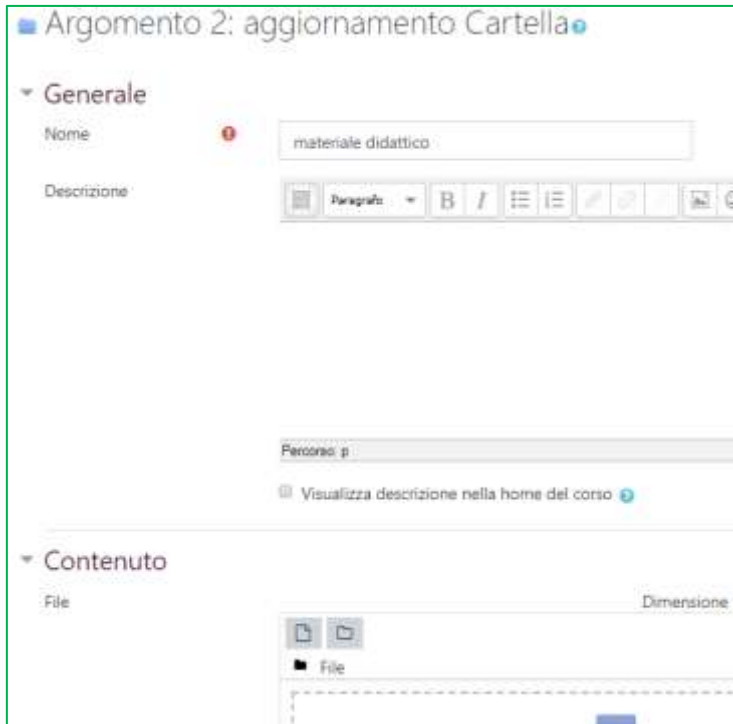 Argomento 2: aggiornamento Cartella
Generale
Nome
materiale didattico
Descrizione
Paragrafo B I
Percorso: p
Visualizza descrizione nella home del corso
Contenuto
File Dimensione
File